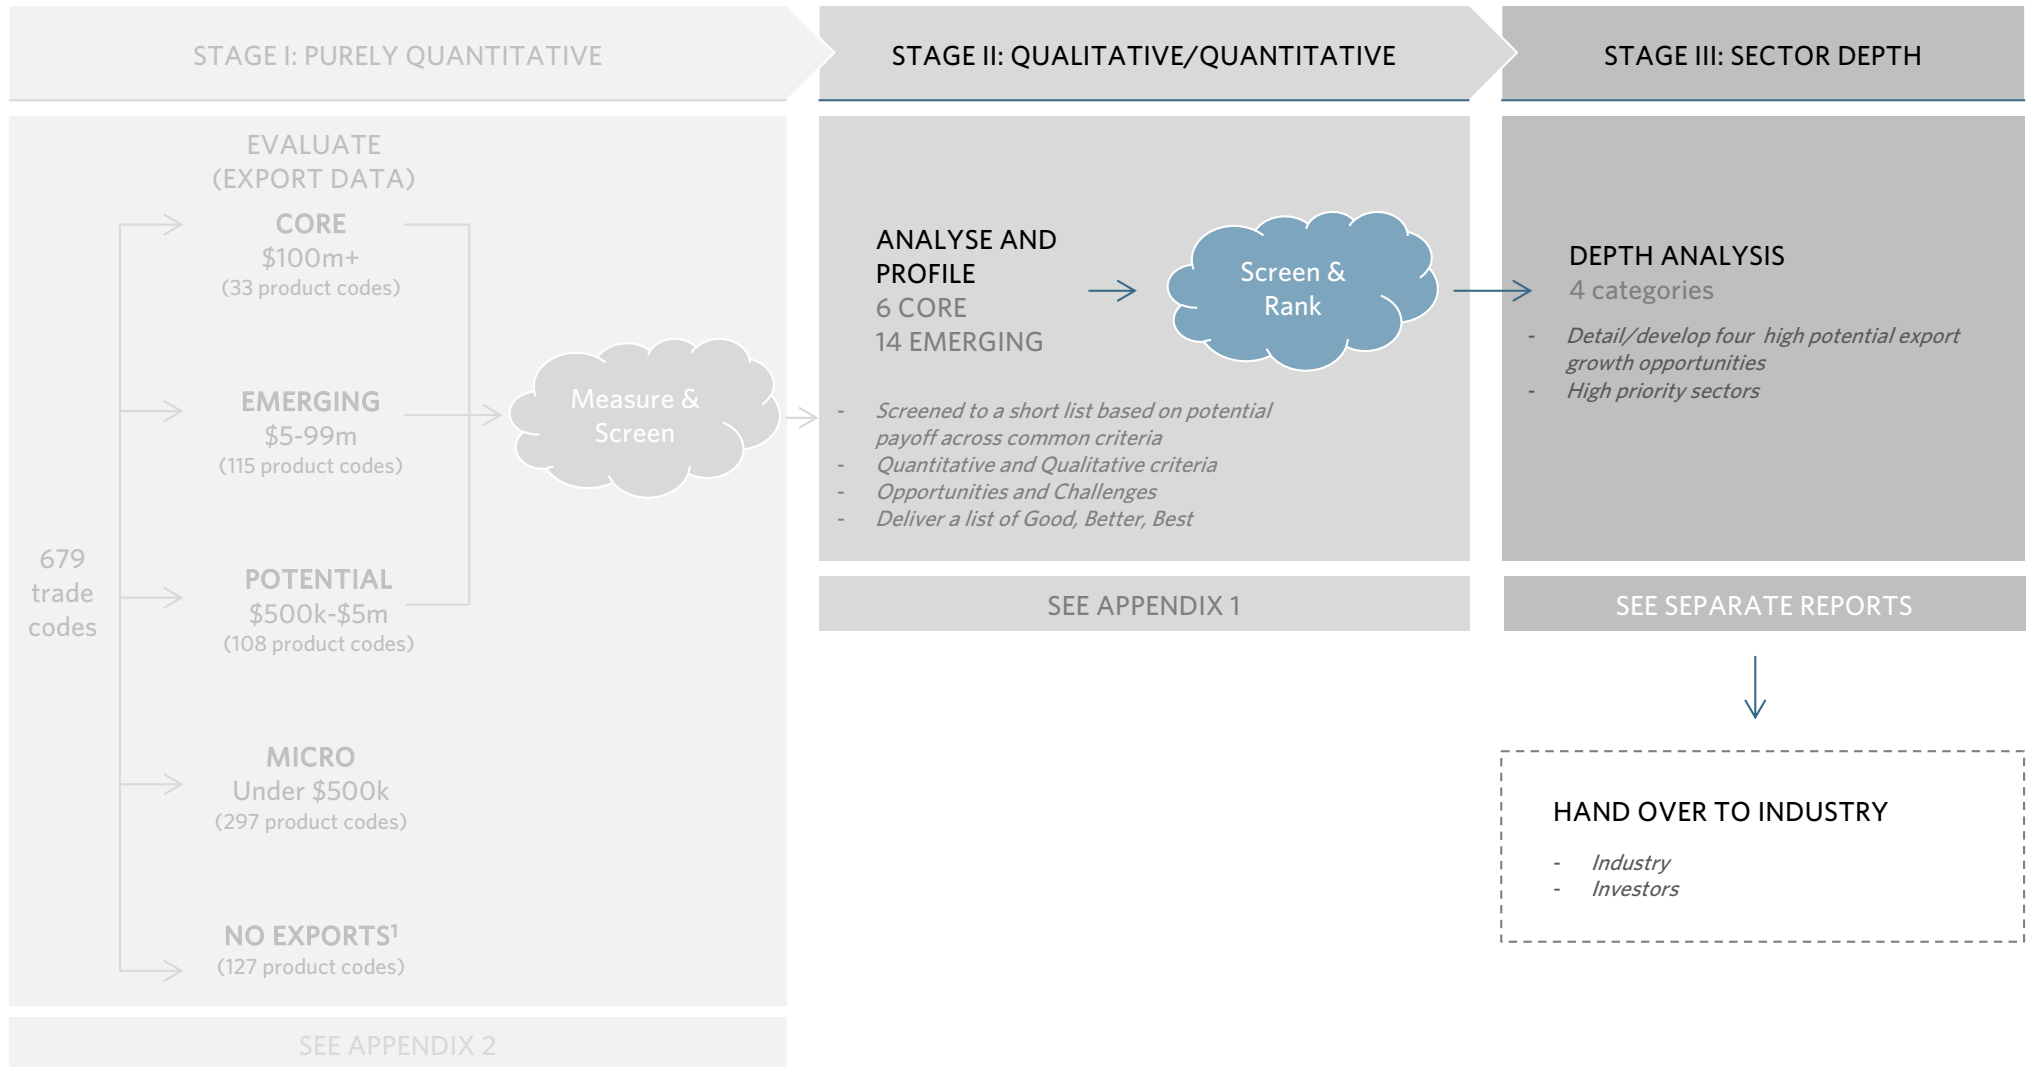 STAGE I: PURELY QUANTITATIVE
STAGE II: QUALITATIVE/QUANTITATIVE
STAGE III: SECTOR DEPTH
EVALUATE
(EXPORT DATA)
CORE
$100m+
(33 product codes)
EMERGING
$5-99m
(115 product codes)
679
trade
codes
POTENTIAL
$500k-$5m
(108 product codes)
MICRO
Under $500k
(297 product codes)
NO EXPORTS¹
(127 product codes)
Measure &
Screen
SEE APPENDIX 2
ANALYSE AND
PROFILE
6 CORE
14 EMERGING
Screen &
Rank
- Screened to a short list based on potential
payoff across common criteria
- Quantitative and Qualitative criteria
- Opportunities and Challenges
- Deliver a list of Good, Better, Best
SEE APPENDIX 1
DEPTH ANALYSIS
4 categories
- Detail/develop four  high potential export
growth opportunities
- High priority sectors
SEE SEPARATE REPORTS
HAND OVER TO INDUSTRY
- Industry
- Investors